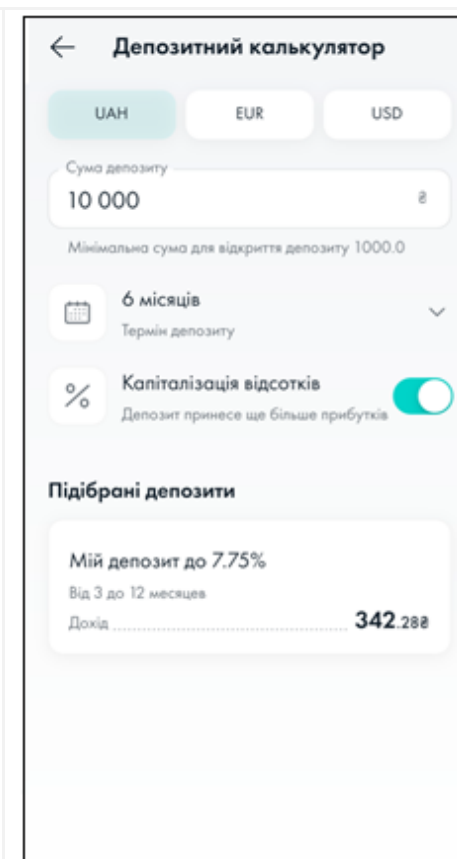 ← Депозитний калькулятор
UAH EUR USD
Сума депозиту
10 000 ₴
Мінімальна сума для відкриття депозиту 1000.0
6 місяців
Термін депозиту
% Капіталізація відсотків
Депозит принесе ще більше прибутків
Підібрані депозити
Мій депозит до 7.75%
Від 3 до 12 месяцев
Дохід 342.28₴